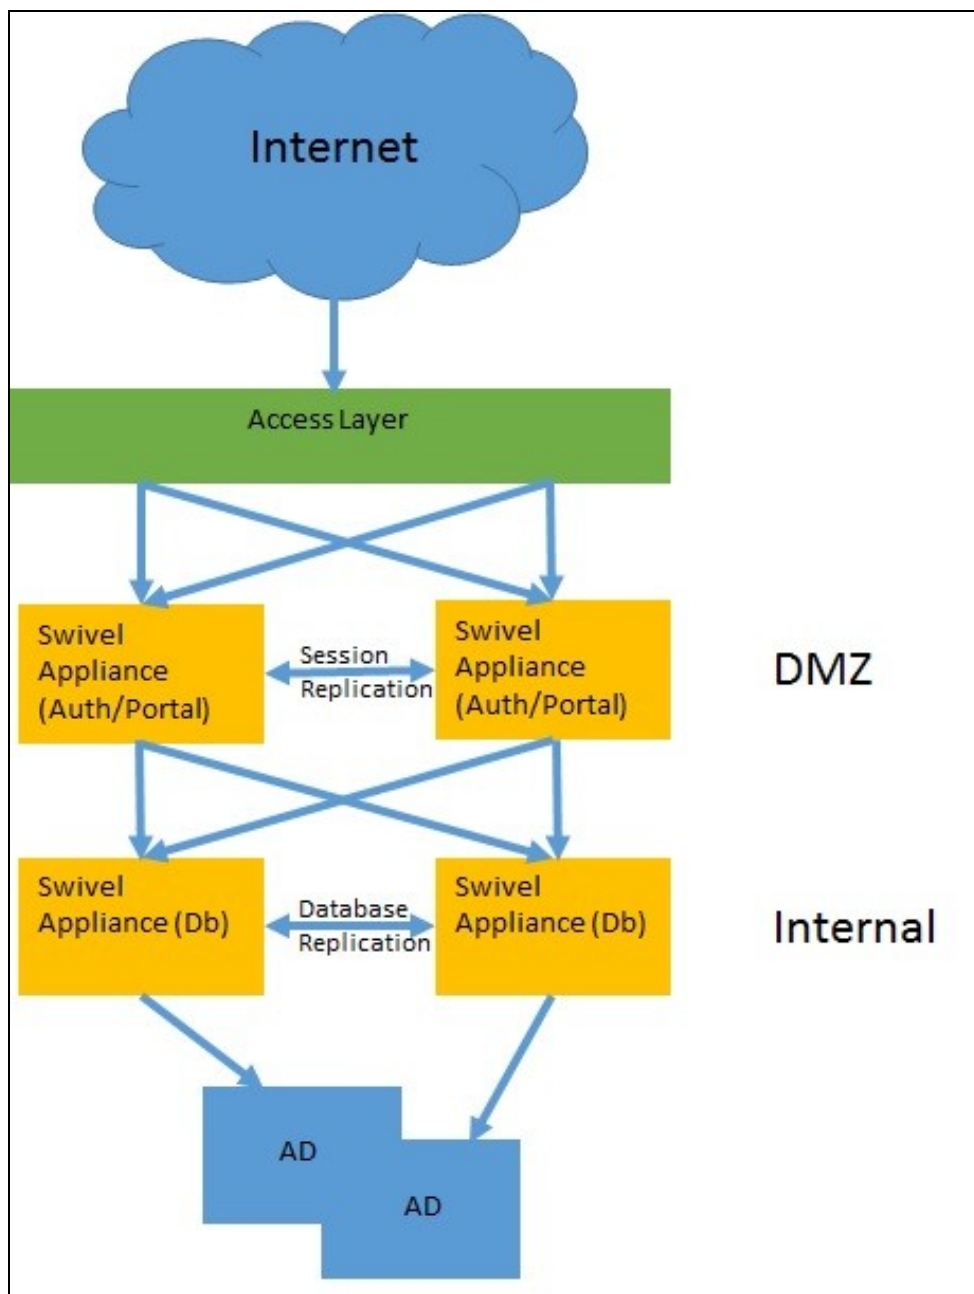 Internet
Access Layer
Swivel
Appliance
(Auth/Portal)
Session
Replication
Swivel
Appliance
(Auth/Portal)
DMZ
Swivel
Appliance (Db)
Database
Replication
Swivel
Appliance (Db)
Internal
AD
AD